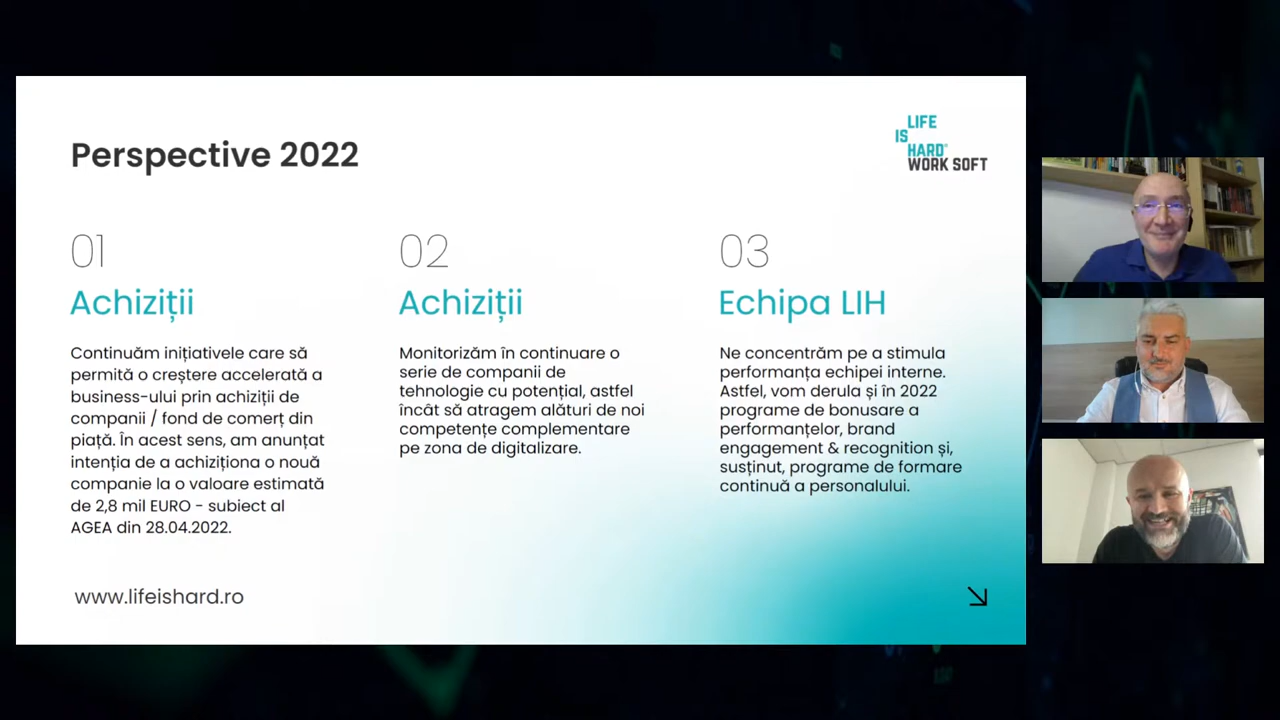 Perspective 2022
LIFE
IS
HARD®
WORK SOFT
01
Achiziții
Continuăm inițiativele care să
permită o creștere accelerată a
business-ului prin achiziții de
companii / fond de comerț din
piață. În acest sens, am anunțat
intenția de a achiziționa o nouă
companie la o valoare estimată
de 2,8 mil EURO - subiect al
AGEA din 28.04.2022.
02
Achiziții
Monitorizăm în continuare o
serie de companii de
tehnologie cu potențial, astfel
încât să atragem alături de noi
competențe complementare
pe zona de digitalizare.
03
Echipa LIH
Ne concentrăm pe a stimula
performanța echipei interne.
Astfel, vom derula și în 2022
programe de bonusare a
performanțelor, brand
engagement & recognition și,
susținut, programe de formare
continuă a personalului.
www.lifeishard.ro